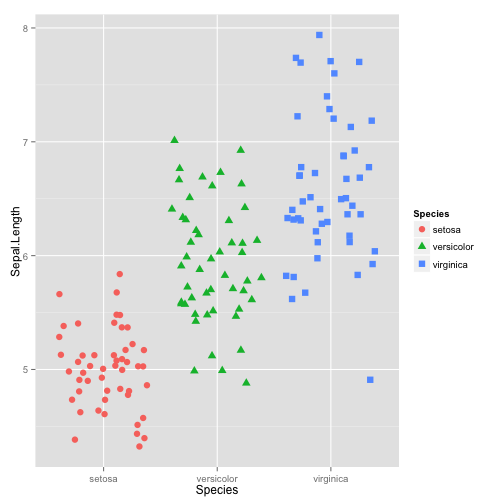 8
7
6
5
Sepal.Length
setosa
versicolor
virginica
Species
Species
setosa
versicolor
virginica